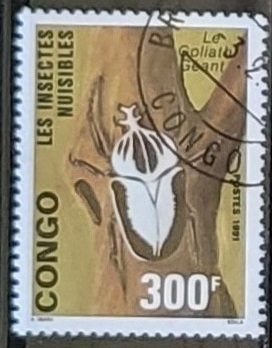 Le
Goliath
Géant
LES INSECTES
NUISIBLES
CONGO
POSTES 1991
300F
CONGO